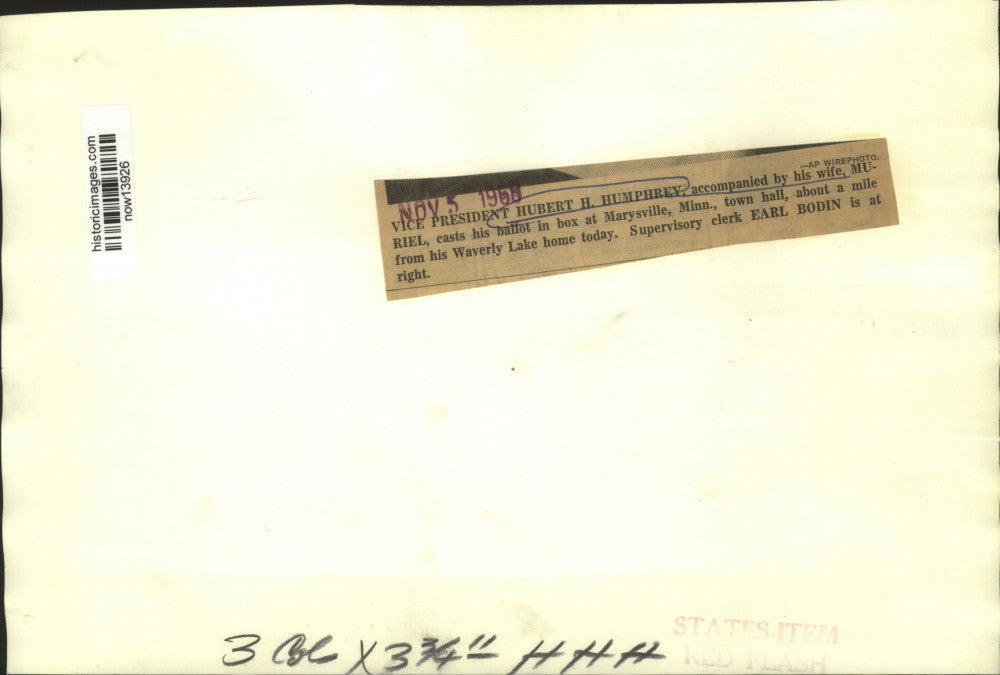 historicimages.com
now13926
—AP WIREPHOTO.
NOV 5 1968
VICE PRESIDENT HUBERT H. HUMPHREY, accompanied by his wife, MU-
RIEL, casts his ballot in box at Marysville, Minn., town hall, about a mile
from his Waverly Lake home today. Supervisory clerk EARL BODIN is at
right.
3 Col X 3 3/4" HHH
STATES-ITEM
RED FLASH